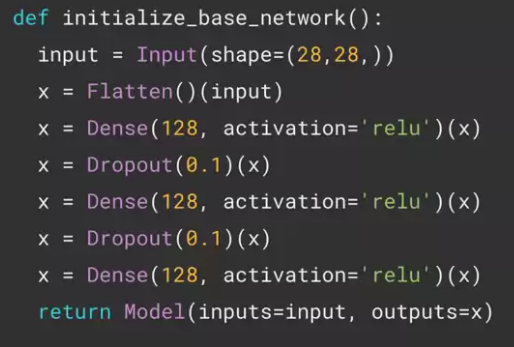 def initialize_base_network():
  input = Input(shape=(28,28,))
  x = Flatten()(input)
  x = Dense(128, activation='relu')(x)
  x = Dropout(0.1)(x)
  x = Dense(128, activation='relu')(x)
  x = Dropout(0.1)(x)
  x = Dense(128, activation='relu')(x)
  return Model(inputs=input, outputs=x)